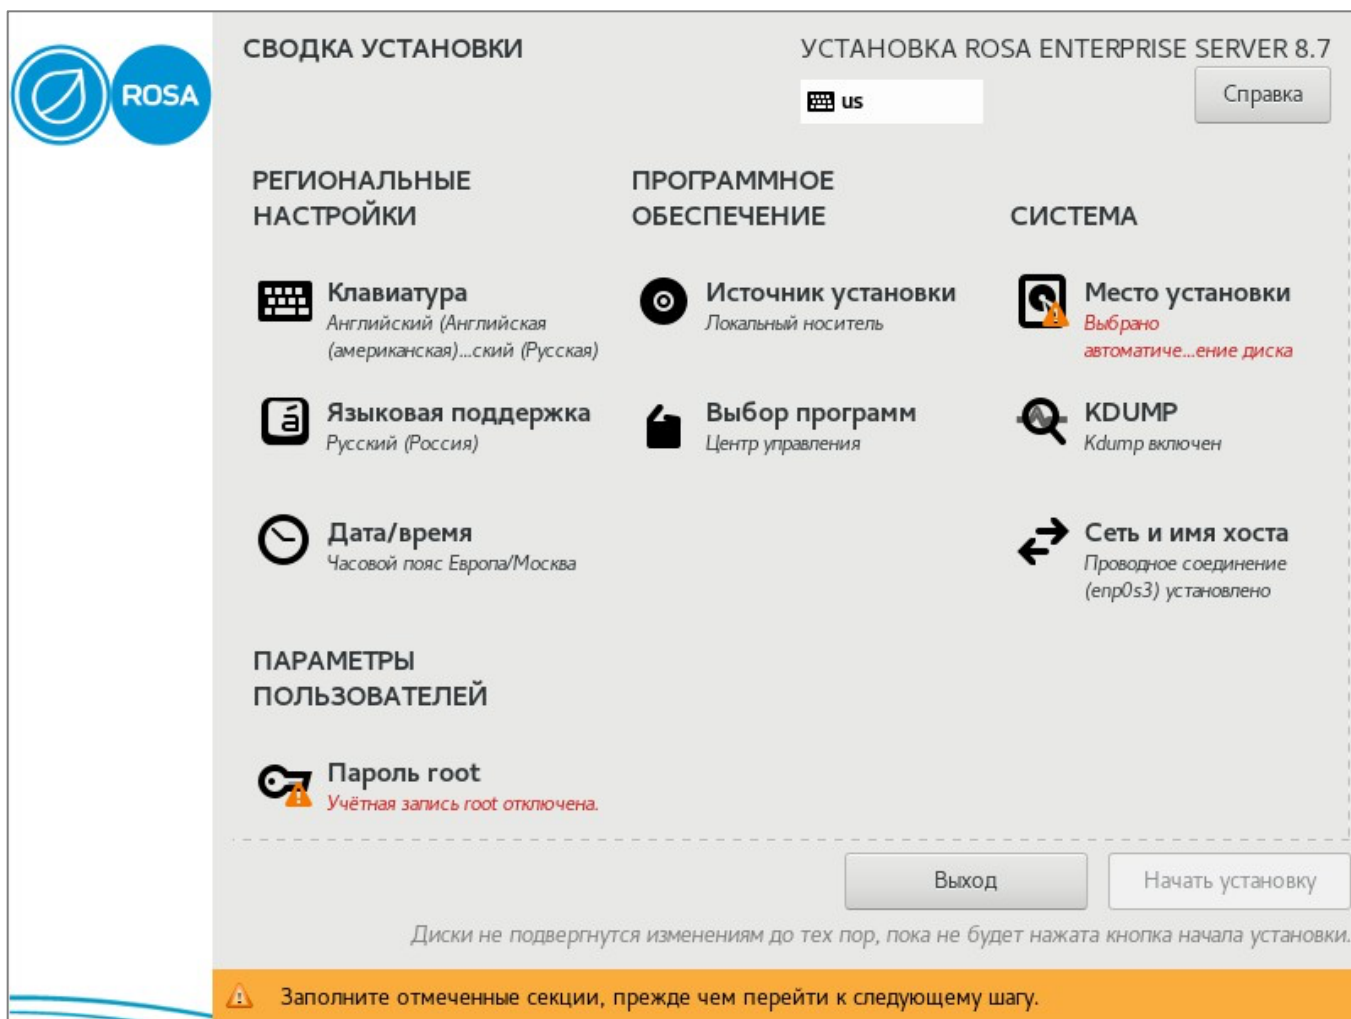 ROSA
СВОДКА УСТАНОВКИ
УСТАНОВКА ROSA ENTERPRISE SERVER 8.7
us
Справка
РЕГИОНАЛЬНЫЕ
НАСТРОЙКИ
Клавиатура
Английский (Английская
(американская)...ский (Русская)
Языковая поддержка
Русский (Россия)
Дата/время
Часовой пояс Европа/Москва
ПРОГРАММНОЕ
ОБЕСПЕЧЕНИЕ
Источник установки
Локальный носитель
Выбор программ
Центр управления
СИСТЕМА
Место установки
Выбрано
автоматиче...ение диска
KDUMP
Kdump включен
Сеть и имя хоста
Проводное соединение
(enp0s3) установлено
ПАРАМЕТРЫ
ПОЛЬЗОВАТЕЛЕЙ
Пароль root
Учётная запись root отключена.
Выход
Начать установку
Диски не подвергнутся изменениям до тех пор, пока не будет нажата кнопка начала установки.
Заполните отмеченные секции, прежде чем перейти к следующему шагу.